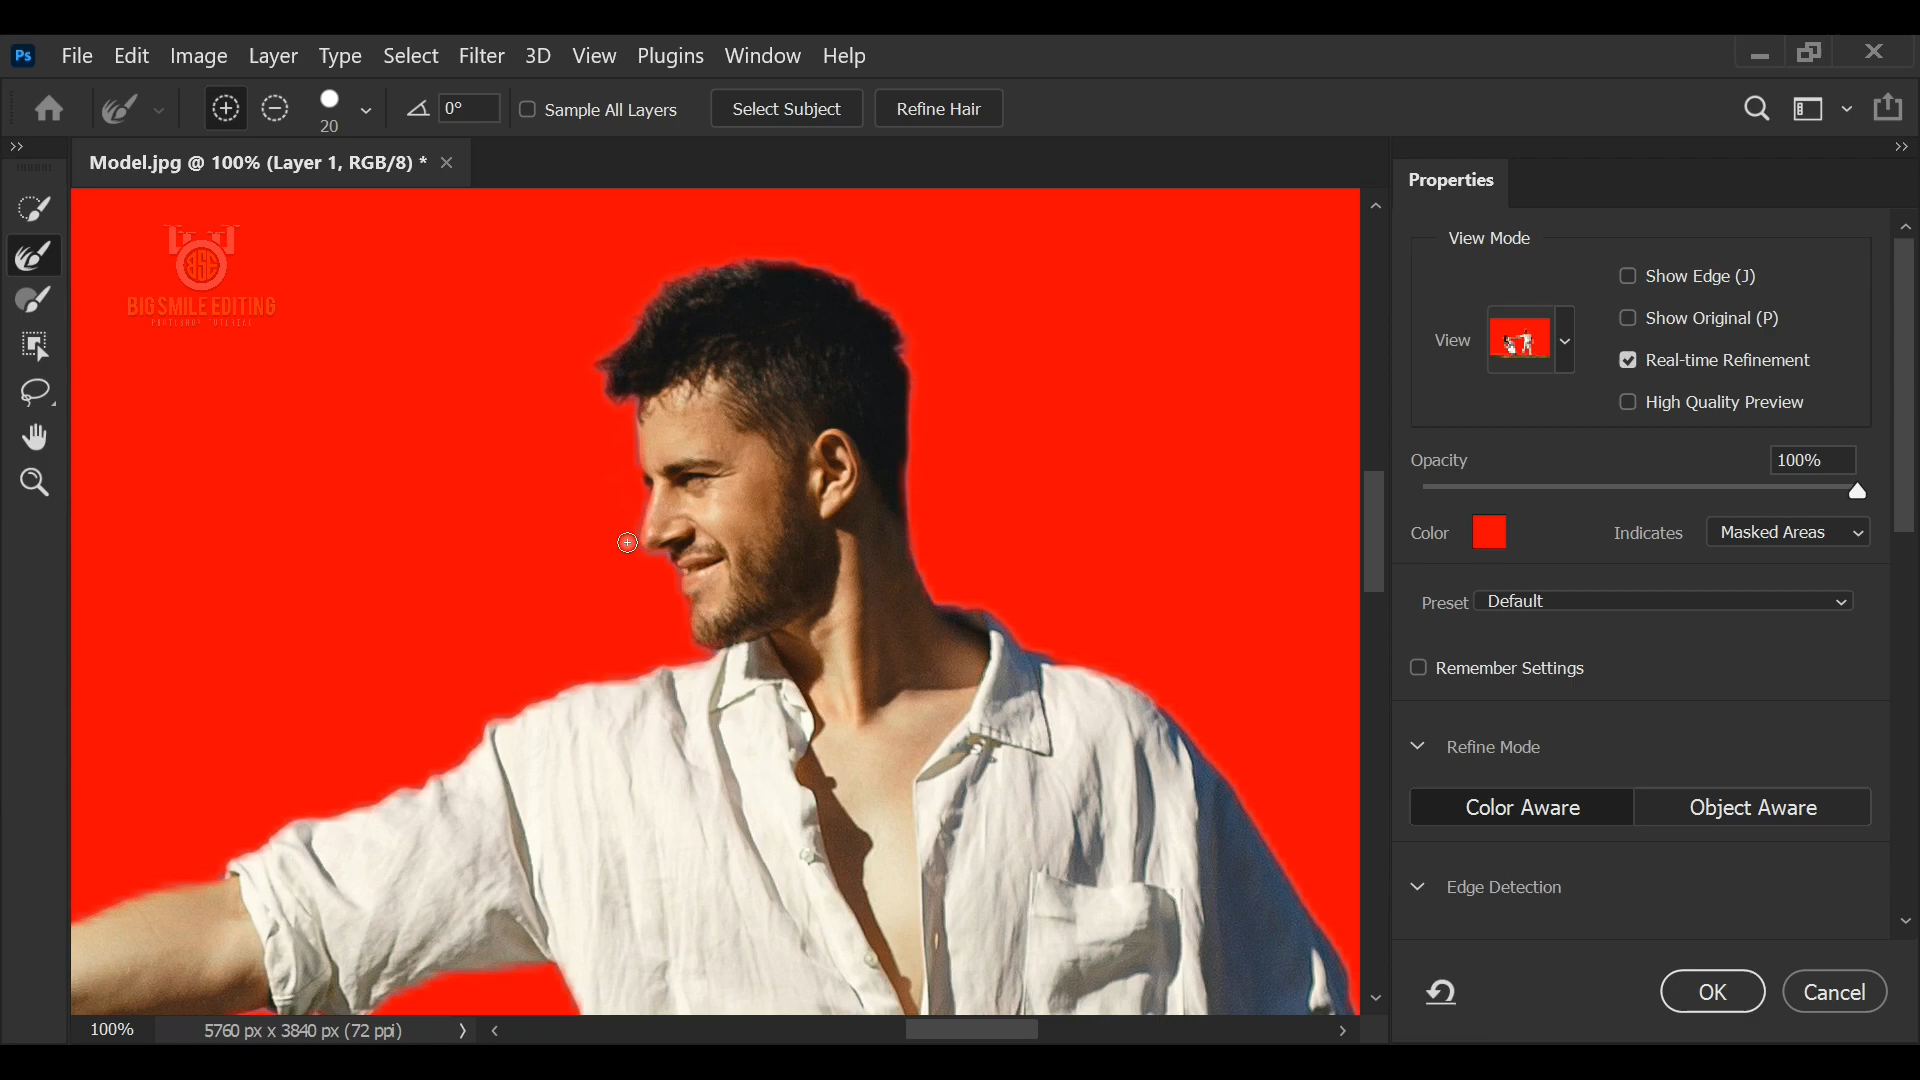 Ps File Edit Image Layer Type Select Filter 3D View Plugins Window Help
20 0° Sample All Layers Select Subject Refine Hair
Model.jpg @ 100% (Layer 1, RGB/8) *
BSE
BIG SMILE EDITING
PHOTOSHOP TUTORIAL
Properties
View Mode
View
Show Edge (J)
Show Original (P)
Real-time Refinement
High Quality Preview
Opacity 100%
Color Indicates Masked Areas
Preset Default
Remember Settings
Refine Mode
Color Aware Object Aware
Edge Detection
OK Cancel
100% 5760 px x 3840 px (72 ppi)